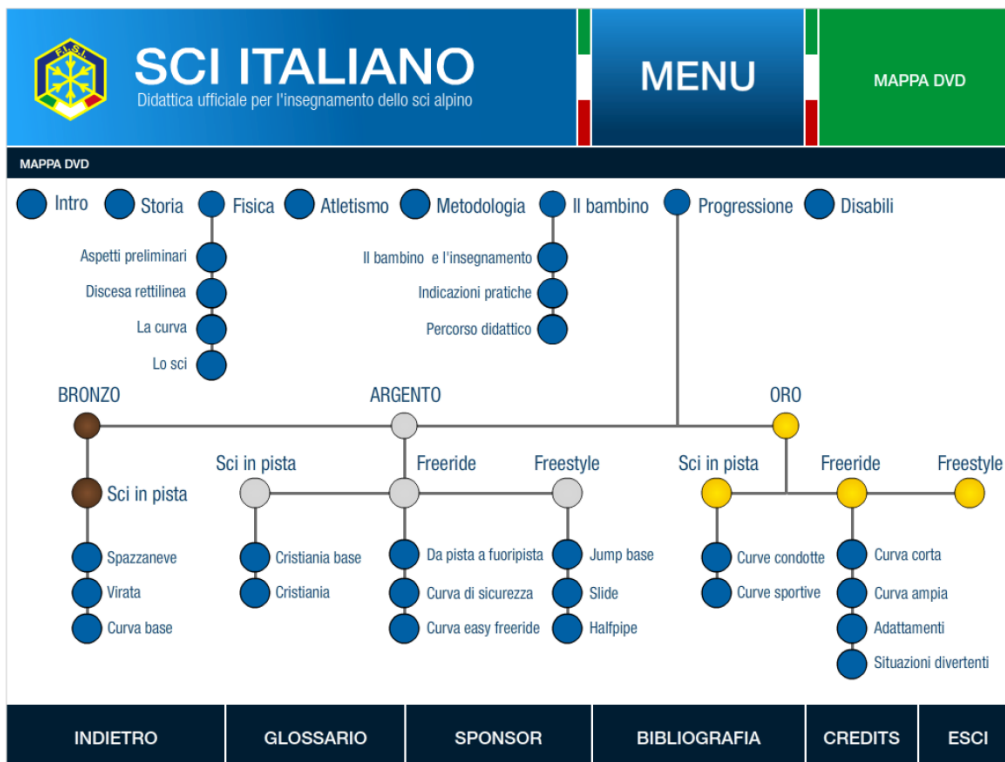 F.I.S.I.
SCI ITALIANO
Didattica ufficiale per l'insegnamento dello sci alpino
MENU
MAPPA DVD
MAPPA DVD
Intro
Storia
Fisica
Atletismo
Metodologia
Il bambino
Progressione
Disabili
Aspetti preliminari
Discesa rettilinea
La curva
Lo sci
Il bambino e l'insegnamento
Indicazioni pratiche
Percorso didattico
BRONZO
ARGENTO
ORO
Sci in pista
Spazzaneve
Virata
Curva base
Sci in pista
Freeride
Freestyle
Cristiania base
Cristiania
Da pista a fuoripista
Curva di sicurezza
Curva easy freeride
Jump base
Slide
Halfpipe
Sci in pista
Freeride
Freestyle
Curve condotte
Curve sportive
Curva corta
Curva ampia
Adattamenti
Situazioni divertenti
INDIETRO
GLOSSARIO
SPONSOR
BIBLIOGRAFIA
CREDITS
ESCI